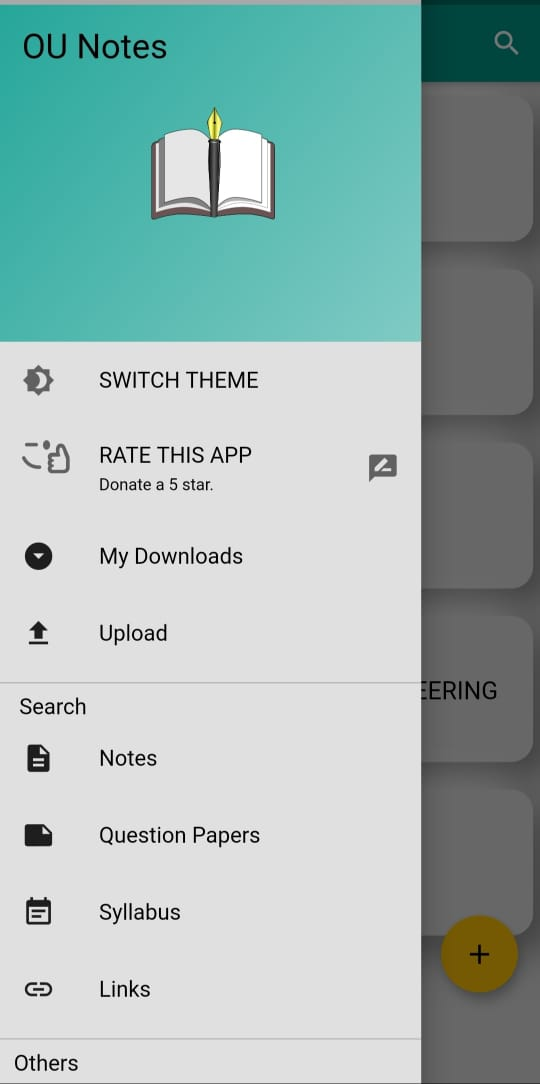 OU Notes
SWITCH THEME
RATE THIS APP
Donate a 5 star.
My Downloads
Upload
EERING
Search
Notes
Question Papers
Syllabus
Links
Others